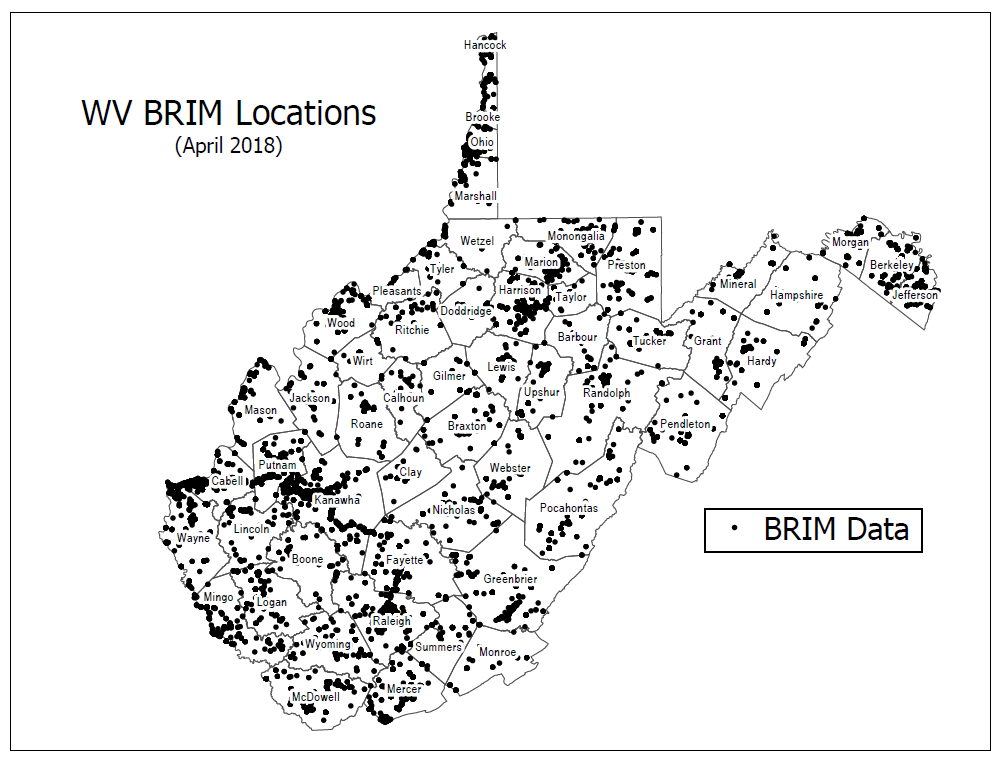 WV BRIM Locations
(April 2018)
Hancock
Brooke
Ohio
Marshall
Wetzel
Monongalia
Marion
Preston
Tyler
Pleasants
Harrison
Taylor
Doddridge
Wood
Ritchie
Barbour
Tucker
Grant
Mineral
Hampshire
Morgan
Berkeley
Jefferson
Hardy
Wirt
Lewis
Gilmer
Upshur
Randolph
Calhoun
Jackson
Mason
Roane
Braxton
Pendleton
Putnam
Clay
Webster
Cabell
Kanawha
Nicholas
Pocahontas
Lincoln
Wayne
Boone
Fayette
Greenbrier
Mingo
Logan
Raleigh
Wyoming
Summers
Monroe
McDowell
Mercer
BRIM Data